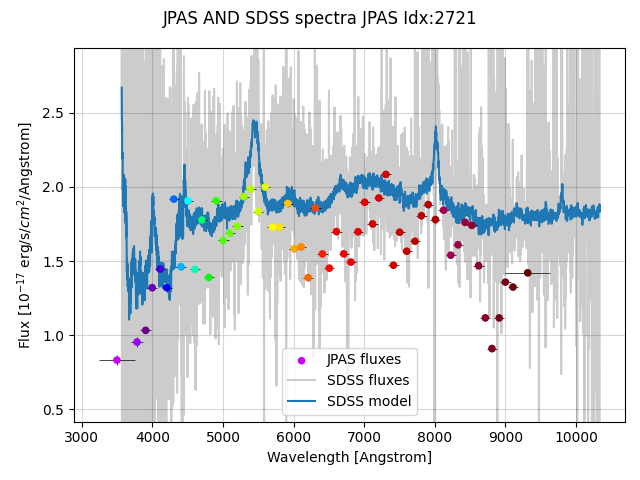 JPAS AND SDSS spectra JPAS Idx:2721
Flux [10⁻¹⁷ erg/s/cm²/Angstrom]
2.5
2.0
1.5
1.0
0.5
JPAS fluxes
SDSS fluxes
SDSS model
3000 4000 5000 6000 7000 8000 9000 10000
Wavelength [Angstrom]